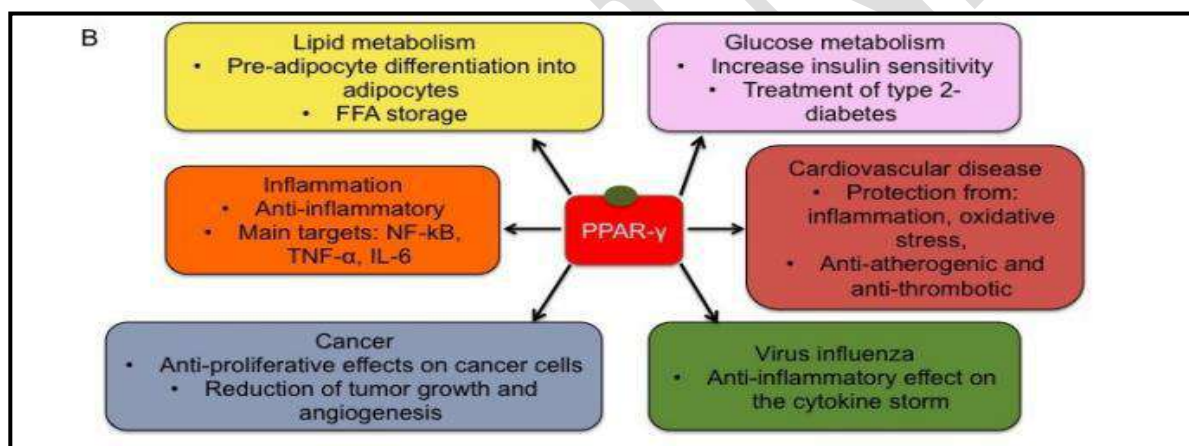 B
Lipid metabolism
• Pre-adipocyte differentiation into
adipocytes
• FFA storage
Glucose metabolism
• Increase insulin sensitivity
• Treatment of type 2-
diabetes
Inflammation
• Anti-inflammatory
• Main targets: NF-kB,
TNF-α, IL-6
PPAR-γ
Cardiovascular disease
• Protection from:
inflammation, oxidative
stress,
• Anti-atherogenic and
anti-thrombotic
Cancer
• Anti-proliferative effects on cancer cells
• Reduction of tumor growth and
angiogenesis
Virus influenza
• Anti-inflammatory effect on
the cytokine storm